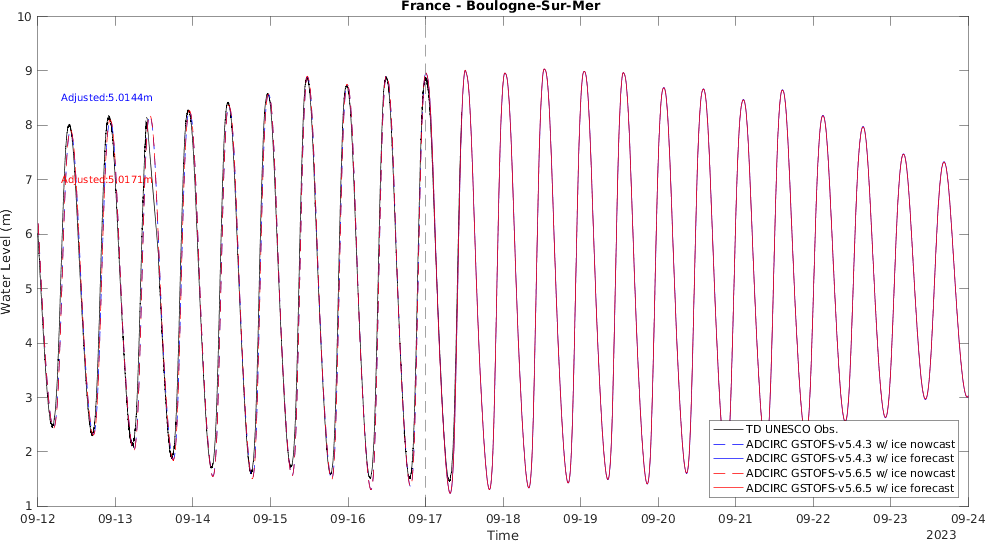 France - Boulogne-Sur-Mer
Water Level (m)
10
9
8
7
6
5
4
3
2
1
Adjusted:5.0144m
Adjusted:5.0171m
TD UNESCO Obs.
ADCIRC GSTOFS-v5.4.3 w/ ice nowcast
ADCIRC GSTOFS-v5.4.3 w/ ice forecast
ADCIRC GSTOFS-v5.6.5 w/ ice nowcast
ADCIRC GSTOFS-v5.6.5 w/ ice forecast
09-12 09-13 09-14 09-15 09-16 09-17 09-18 09-19 09-20 09-21 09-22 09-23 09-24
Time
2023